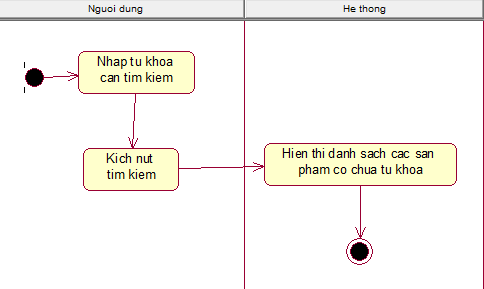 Nguoi dung
He thong
Nhap tu khoa
can tim kiem
Kich nut
tim kiem
Hien thi danh sach cac san
pham co chua tu khoa